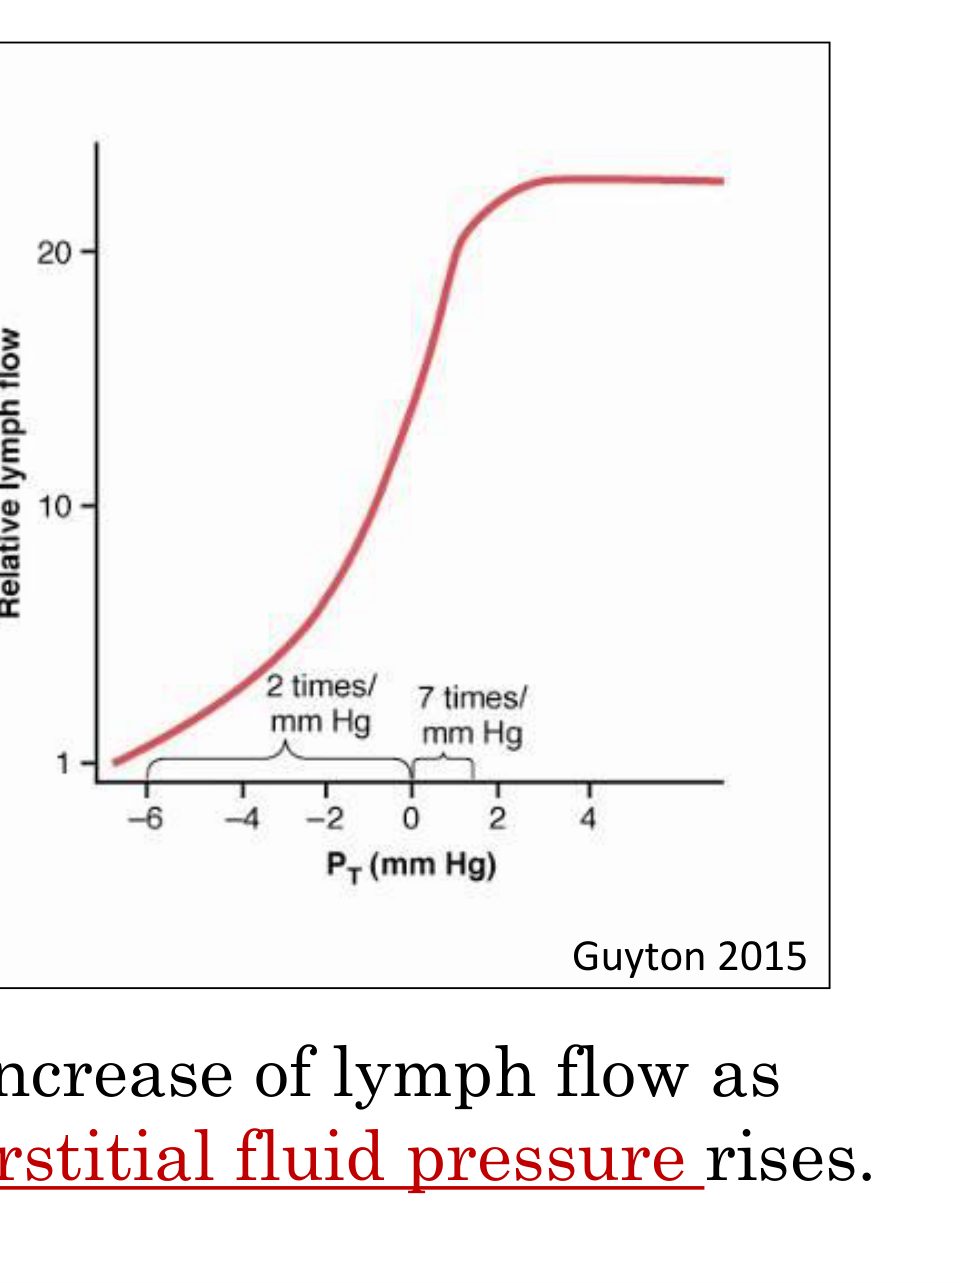 20
10
1
Relative lymph flow
2 times/
mm Hg
7 times/
mm Hg
–6 –4 –2 0 2 4
PT (mm Hg)
Guyton 2015
ncrease of lymph flow as
rstitial fluid pressure rises.